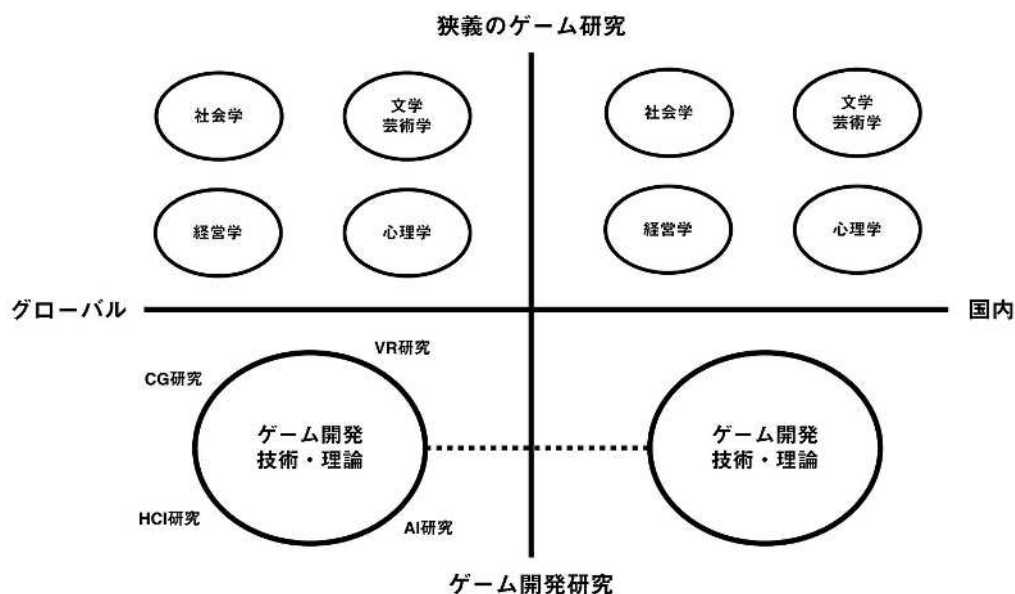 狭義のゲーム研究
社会学
文学
芸術学
社会学
文学
芸術学
経営学
心理学
経営学
心理学
グローバル
国内
VR研究
CG研究
ゲーム開発
技術・理論
ゲーム開発
技術・理論
HCI研究
AI研究
ゲーム開発研究